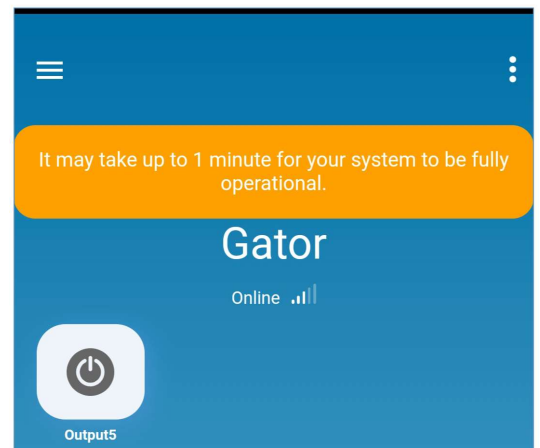 It may take up to 1 minute for your system to be fully
operational.
Gator
Online
Output5